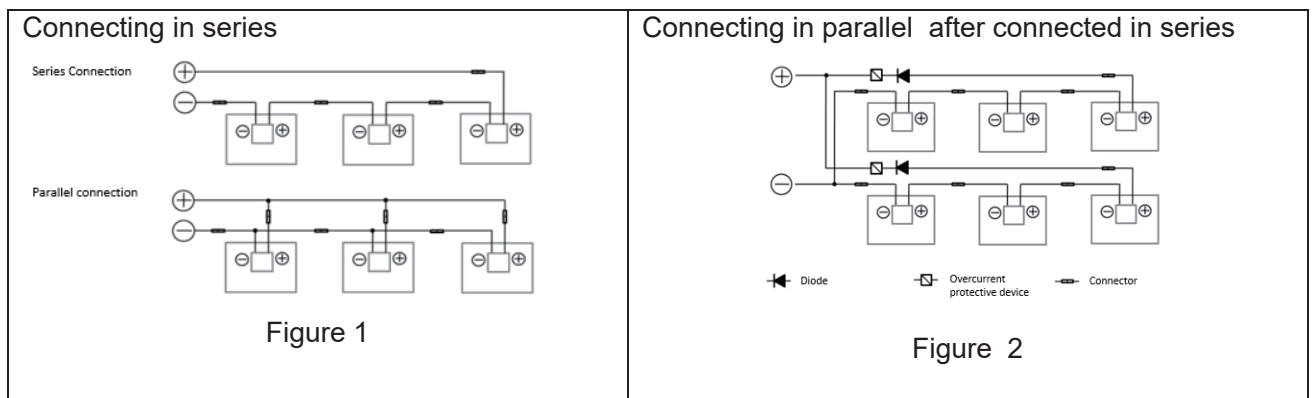 Connecting in series
Series Connection
Parallel connection
Figure 1
Connecting in parallel after connected in series
Diode
Overcurrent
protective device
Connector
Figure 2